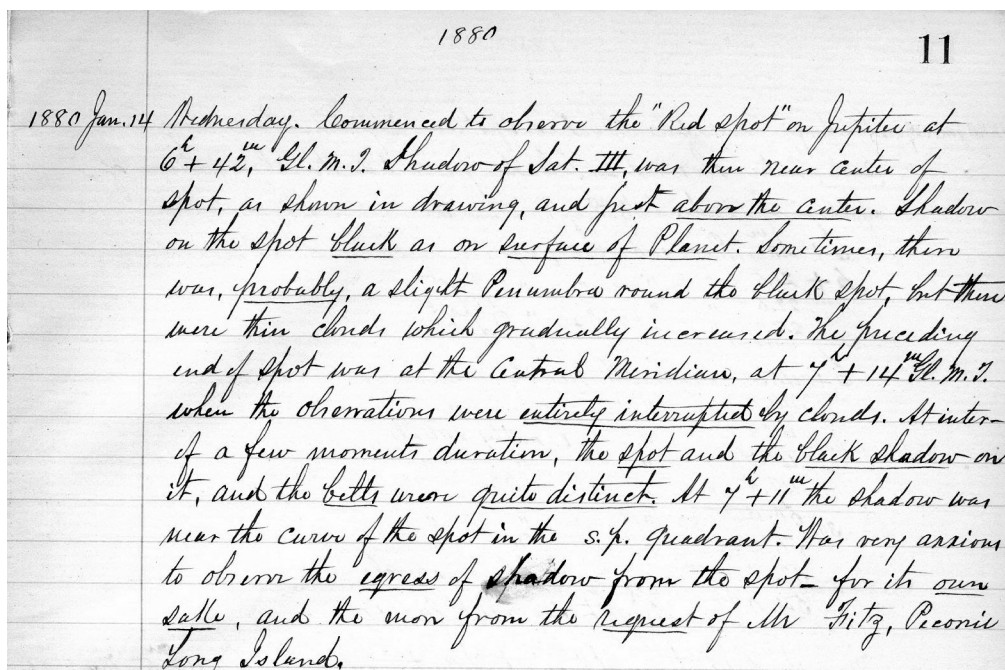 1880
11
1880 Jan. 14 Wednesday. Commenced to observe the "Red spot" on Jupiter at
6h + 42m, Gl. M. T. Shadow of Sat. III, was then near center of
spot, as shown in drawing, and just above the center. Shadow
on the spot black as on surface of Planet. Sometimes, there
was, probably, a slight Penumbra round the black spot, but there
were thin clouds which gradually increased. The preceding
end of spot was at the Central Meridian, at 7h + 14m Gl. M. T.
when the observations were entirely interrupted by clouds. At inter-
of a few moments duration, the spot and the black shadow on
it, and the belts were quite distinct. At 7h + 11m the shadow was
near the curve of the spot in the s. p. quadrant. Was very anxious
to observe the egress of shadow from the spot – for its own
sake, and the more from the request of Mr Fitz, Peconic
Long Island.